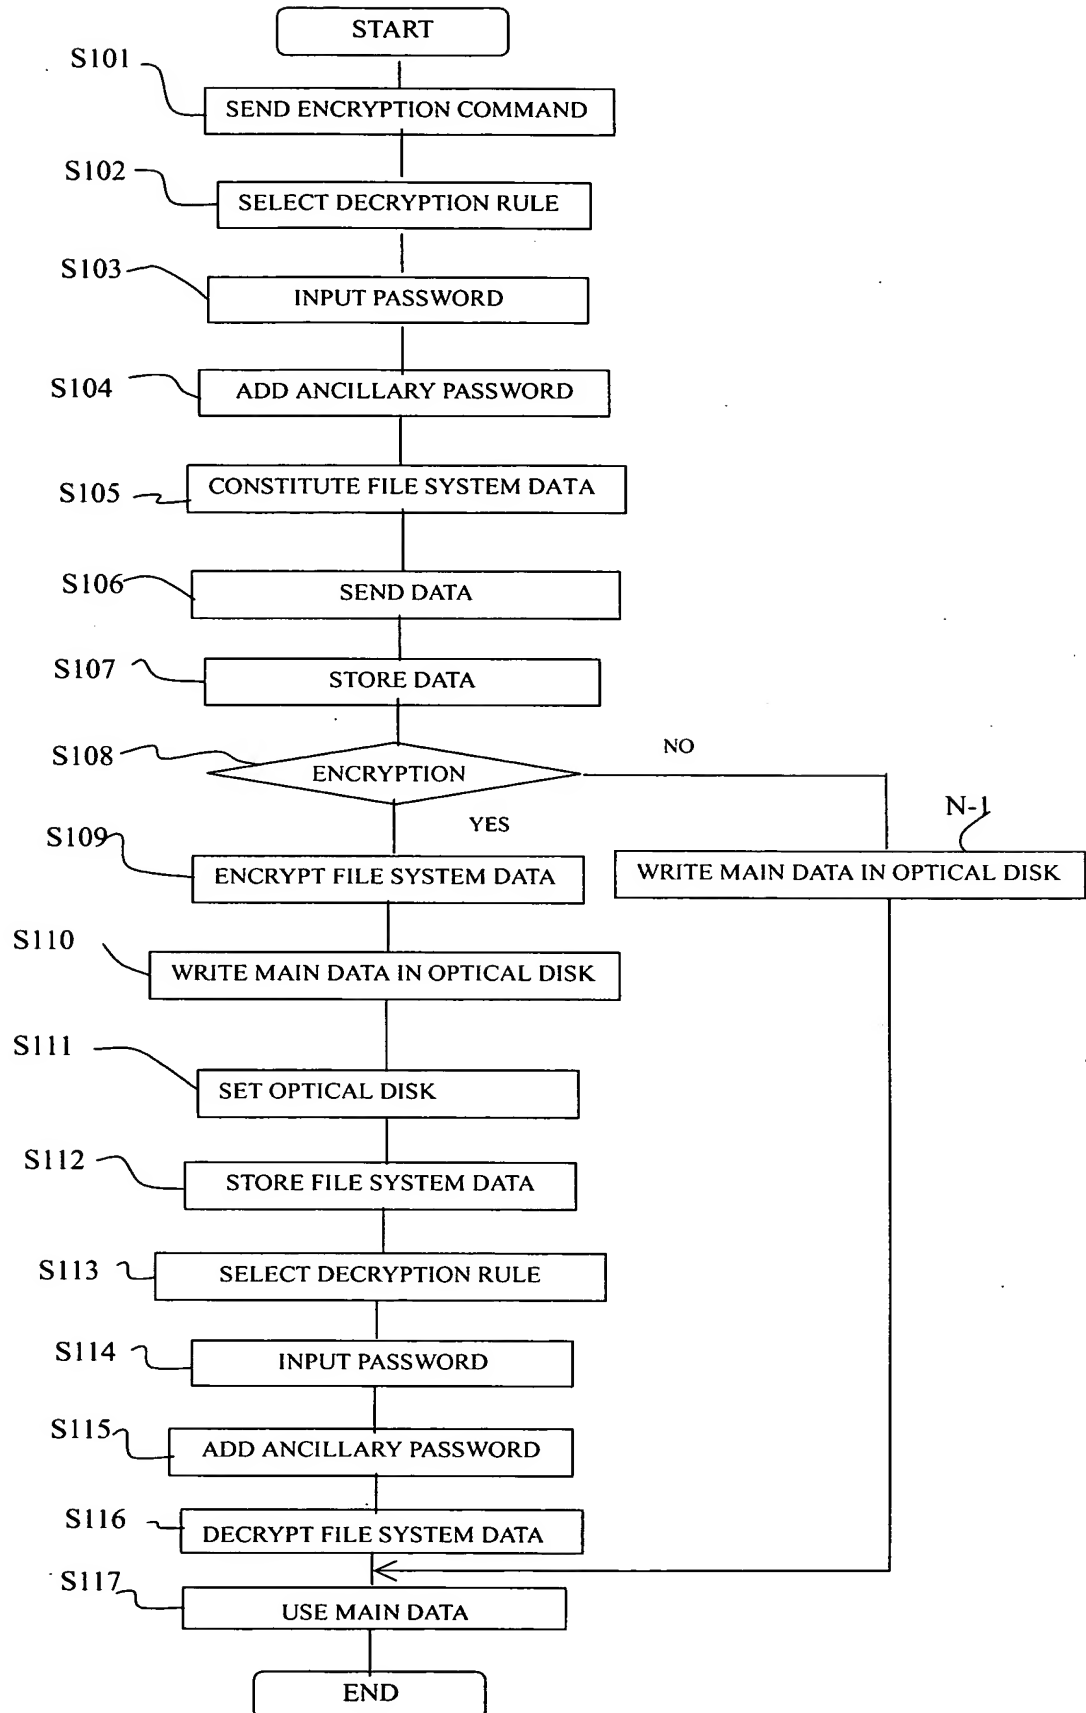 START
S101
SEND ENCRYPTION COMMAND
S102
SELECT DECRYPTION RULE
S103
INPUT PASSWORD
S104
ADD ANCILLARY PASSWORD
S105
CONSTITUTE FILE SYSTEM DATA
S106
SEND DATA
S107
STORE DATA
S108
ENCRYPTION
NO
YES
N-1
S109
ENCRYPT FILE SYSTEM DATA
WRITE MAIN DATA IN OPTICAL DISK
S110
WRITE MAIN DATA IN OPTICAL DISK
S111
SET OPTICAL DISK
S112
STORE FILE SYSTEM DATA
S113
SELECT DECRYPTION RULE
S114
INPUT PASSWORD
S115
ADD ANCILLARY PASSWORD
S116
DECRYPT FILE SYSTEM DATA
S117
USE MAIN DATA
END